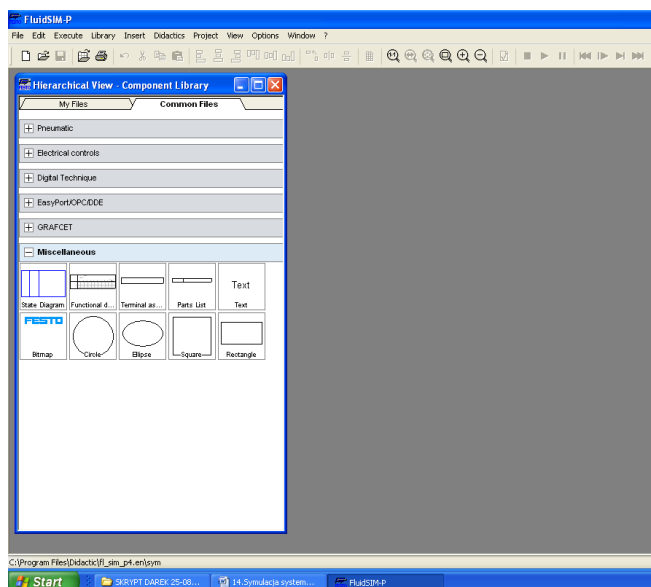 FluidSIM-P
File Edit Execute Library Insert Didactics Project View Options Window ?
Hierarchical View - Component Library
My Files Common Files
Pneumatic
Electrical controls
Digital Technique
EasyPort/OPC/DDE
GRAFCET
Miscellaneous
Text
State Diagram Functional d... Terminal as... Parts List Text
FESTO
Bitmap Circle Ellipse Square Rectangle
C:\Program Files\Didactic\fl_sim_p4.en\sym
Start SKRYPT DAREK 25-08... 14.Symulacja system... FluidSIM-P